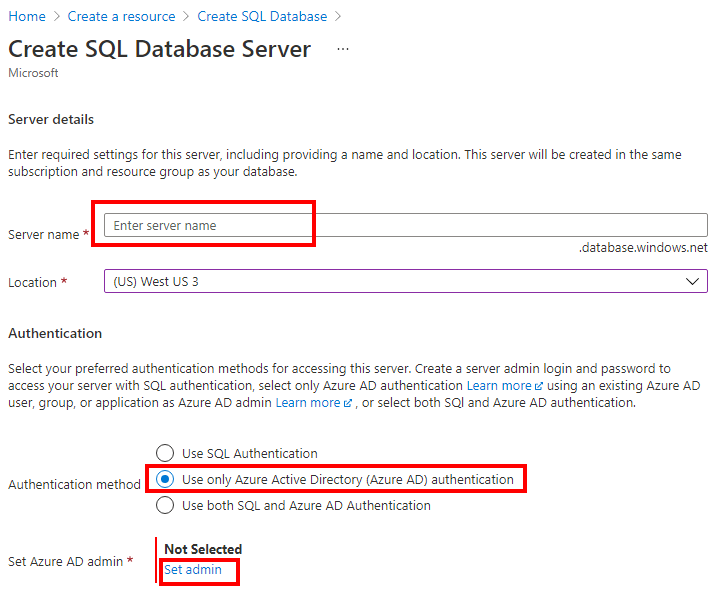 Home > Create a resource > Create SQL Database >
Create SQL Database Server ...
Microsoft
Server details
Enter required settings for this server, including providing a name and location. This server will be created in the same
subscription and resource group as your database.
Server name *
Enter server name
.database.windows.net
Location *
(US) West US 3
Authentication
Select your preferred authentication methods for accessing this server. Create a server admin login and password to
access your server with SQL authentication, select only Azure AD authentication Learn more using an existing Azure AD
user, group, or application as Azure AD admin Learn more , or select both SQl and Azure AD authentication.
Authentication method
Use SQL Authentication
Use only Azure Active Directory (Azure AD) authentication
Use both SQL and Azure AD Authentication
Set Azure AD admin *
Not Selected
Set admin